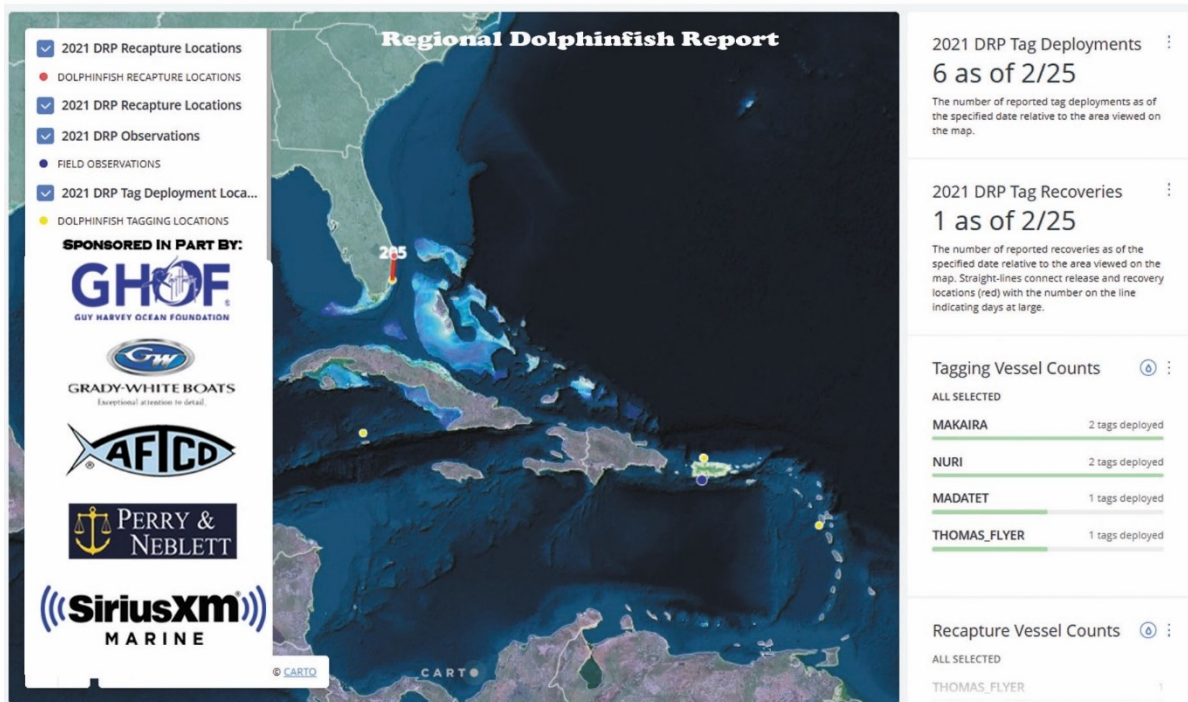 Regional Dolphinfish Report
2021 DRP Recapture Locations
DOLPHINFISH RECAPTURE LOCATIONS
2021 DRP Recapture Locations
2021 DRP Observations
FIELD OBSERVATIONS
2021 DRP Tag Deployment Loca...
DOLPHINFISH TAGGING LOCATIONS
SPONSORED IN PART BY:
GHOF
GUY HARVEY OCEAN FOUNDATION
GW
GRADY-WHITE BOATS
Exceptional attention to detail.
AFTCO
®
PERRY &
NEBLETT
SiriusXM
MARINE
© CARTO
205
CARTO
2021 DRP Tag Deployments
6 as of 2/25
The number of reported tag deployments as of
the specified date relative to the area viewed on
the map.
2021 DRP Tag Recoveries
1 as of 2/25
The number of reported recoveries as of the
specified date relative to the area viewed on the
map. Straight-lines connect release and recovery
locations (red) with the number on the line
indicating days at large.
Tagging Vessel Counts
ALL SELECTED
MAKAIRA 2 tags deployed
NURI 2 tags deployed
MADATET 1 tags deployed
THOMAS_FLYER 1 tags deployed
Recapture Vessel Counts
ALL SELECTED
THOMAS_FLYER 1